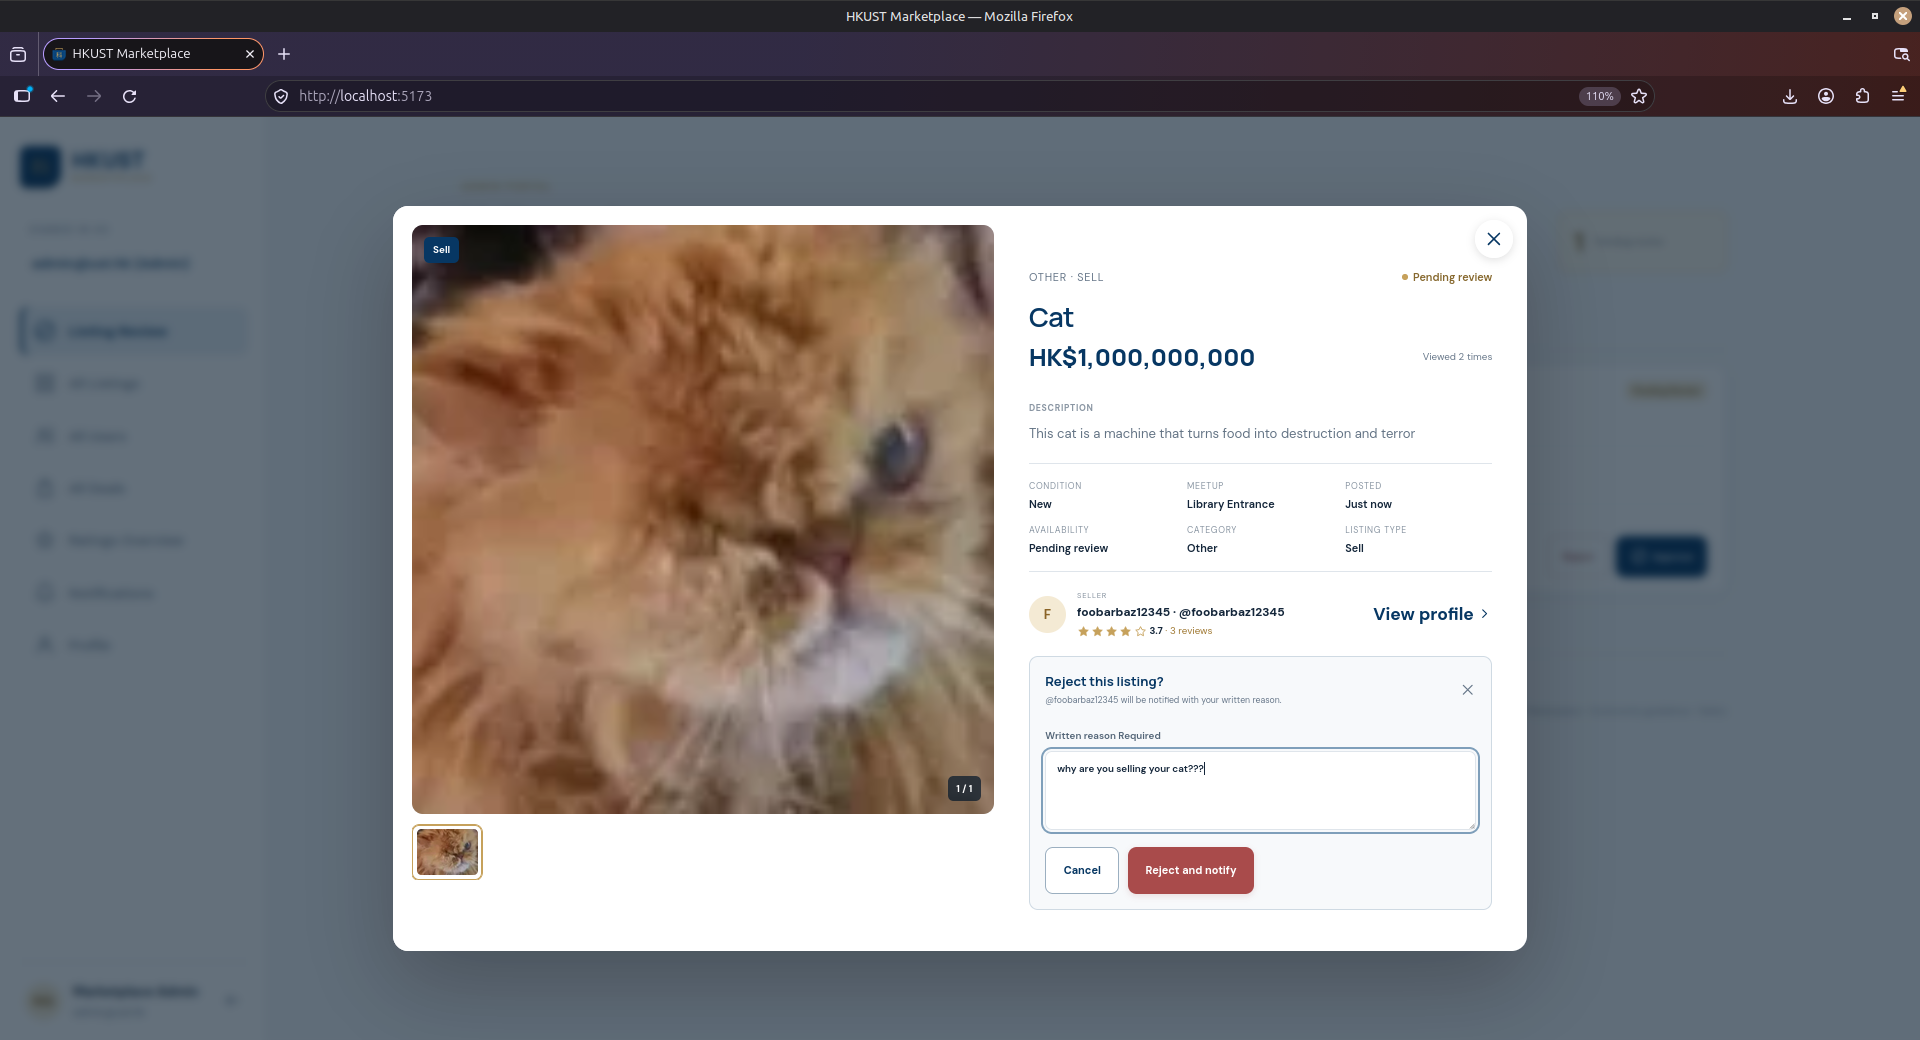 HKUST Marketplace — Mozilla Firefox
HKUST Marketplace
http://localhost:5173
110%
HKUST
Listing Review
Sell
1 / 1
OTHER · SELL
Pending review
Cat
HK$1,000,000,000
Viewed 2 times
DESCRIPTION
This cat is a machine that turns food into destruction and terror
CONDITION
MEETUP
POSTED
New
Library Entrance
Just now
AVAILABILITY
CATEGORY
LISTING TYPE
Pending review
Other
Sell
F
SELLER
foobarbaz12345 · @foobarbaz12345
3.7 · 3 reviews
View profile
Reject this listing?
@foobarbaz12345 will be notified with your written reason.
Written reason Required
why are you selling your cat???
Cancel
Reject and notify